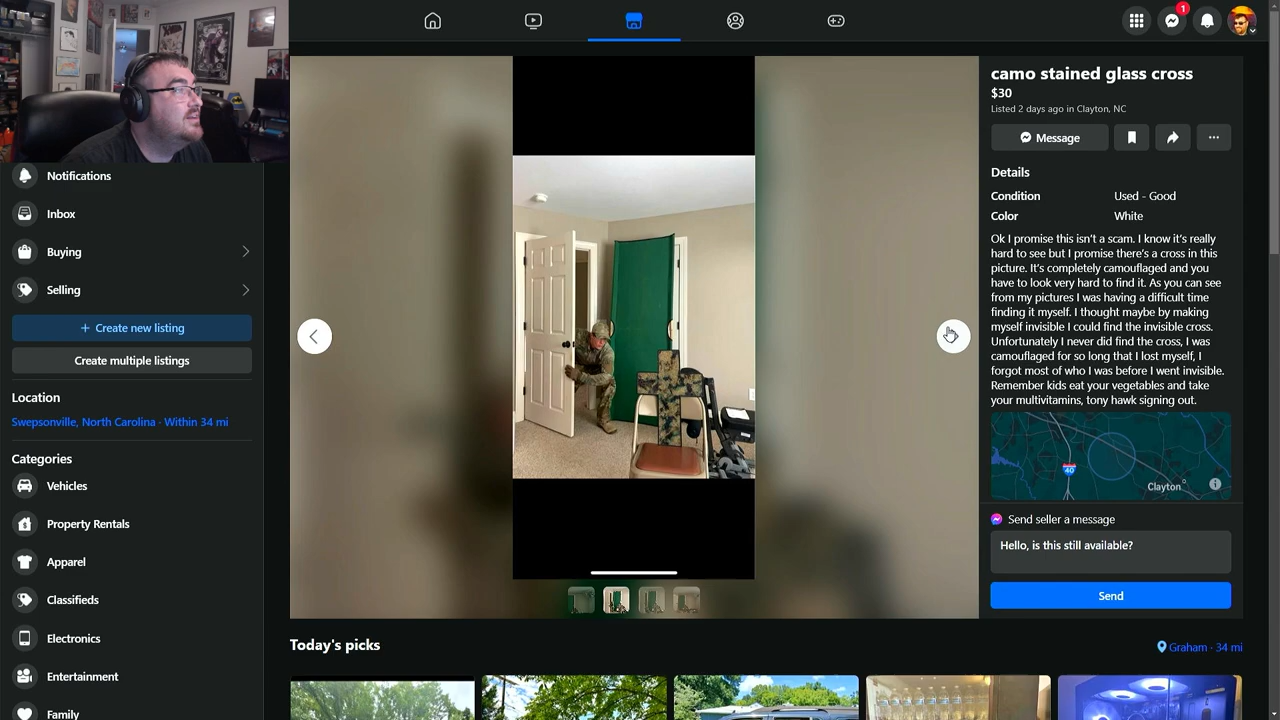 1
Notifications
Inbox
Buying
Selling
+ Create new listing
Create multiple listings
Location
Swepsonville, North Carolina · Within 34 mi
Categories
Vehicles
Property Rentals
Apparel
Classifieds
Electronics
Entertainment
Family
camo stained glass cross
$30
Listed 2 days ago in Clayton, NC
Message
Details
Condition Used - Good
Color White
Ok I promise this isn't a scam. I know it's really
hard to see but I promise there's a cross in this
picture. It's completely camouflaged and you
have to look very hard to find it. As you can see
from my pictures I was having a difficult time
finding it myself. I thought maybe by making
myself invisible I could find the invisible cross.
Unfortunately I never did find the cross, I was
camouflaged for so long that I lost myself, I
forgot most of who I was before I went invisible.
Remember kids eat your vegetables and take
your multivitamins, tony hawk signing out.
40
Clayton
Send seller a message
Hello, is this still available?
Send
Today's picks
Graham · 34 mi